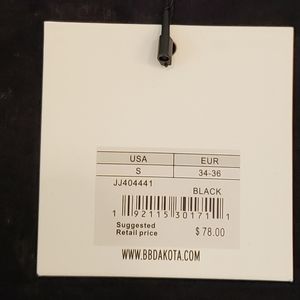 USA EUR
S 34-36
JJ404441
BLACK
1 92115 30171 1
Suggested
Retail price $78.00
WWW.BBDAKOTA.COM